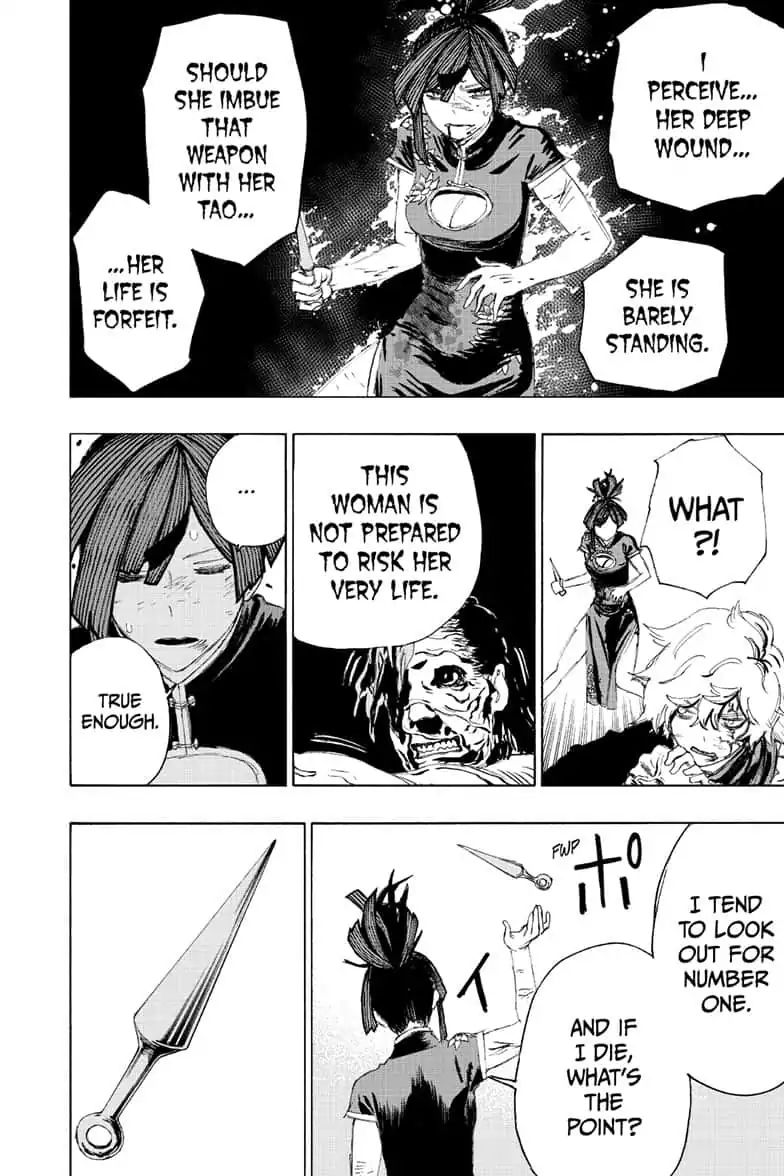 I
PERCEIVE...
HER DEEP
WOUND...
SHE IS
BARELY
STANDING.
SHOULD
SHE IMBUE
THAT
WEAPON
WITH HER
TAO...
...HER
LIFE IS
FORFEIT.
WHAT
?!
THIS
WOMAN IS
NOT PREPARED
TO RISK HER
VERY LIFE.
...
TRUE
ENOUGH.
I TEND
TO LOOK
OUT FOR
NUMBER
ONE.
AND IF
I DIE,
WHAT'S
THE
POINT?
FWP
ポイ